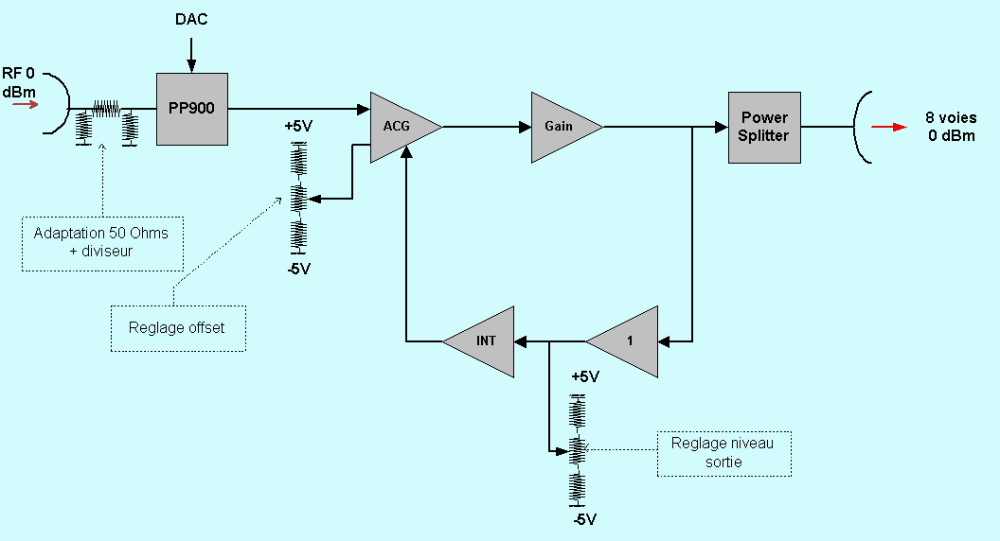 DAC
RF 0
dBm
PP900
ACG
Gain
Power
Splitter
8 voies
0 dBm
+5V
-5V
Adaptation 50 Ohms
+ diviseur
Reglage offset
INT
1
+5V
Reglage niveau
sortie
-5V